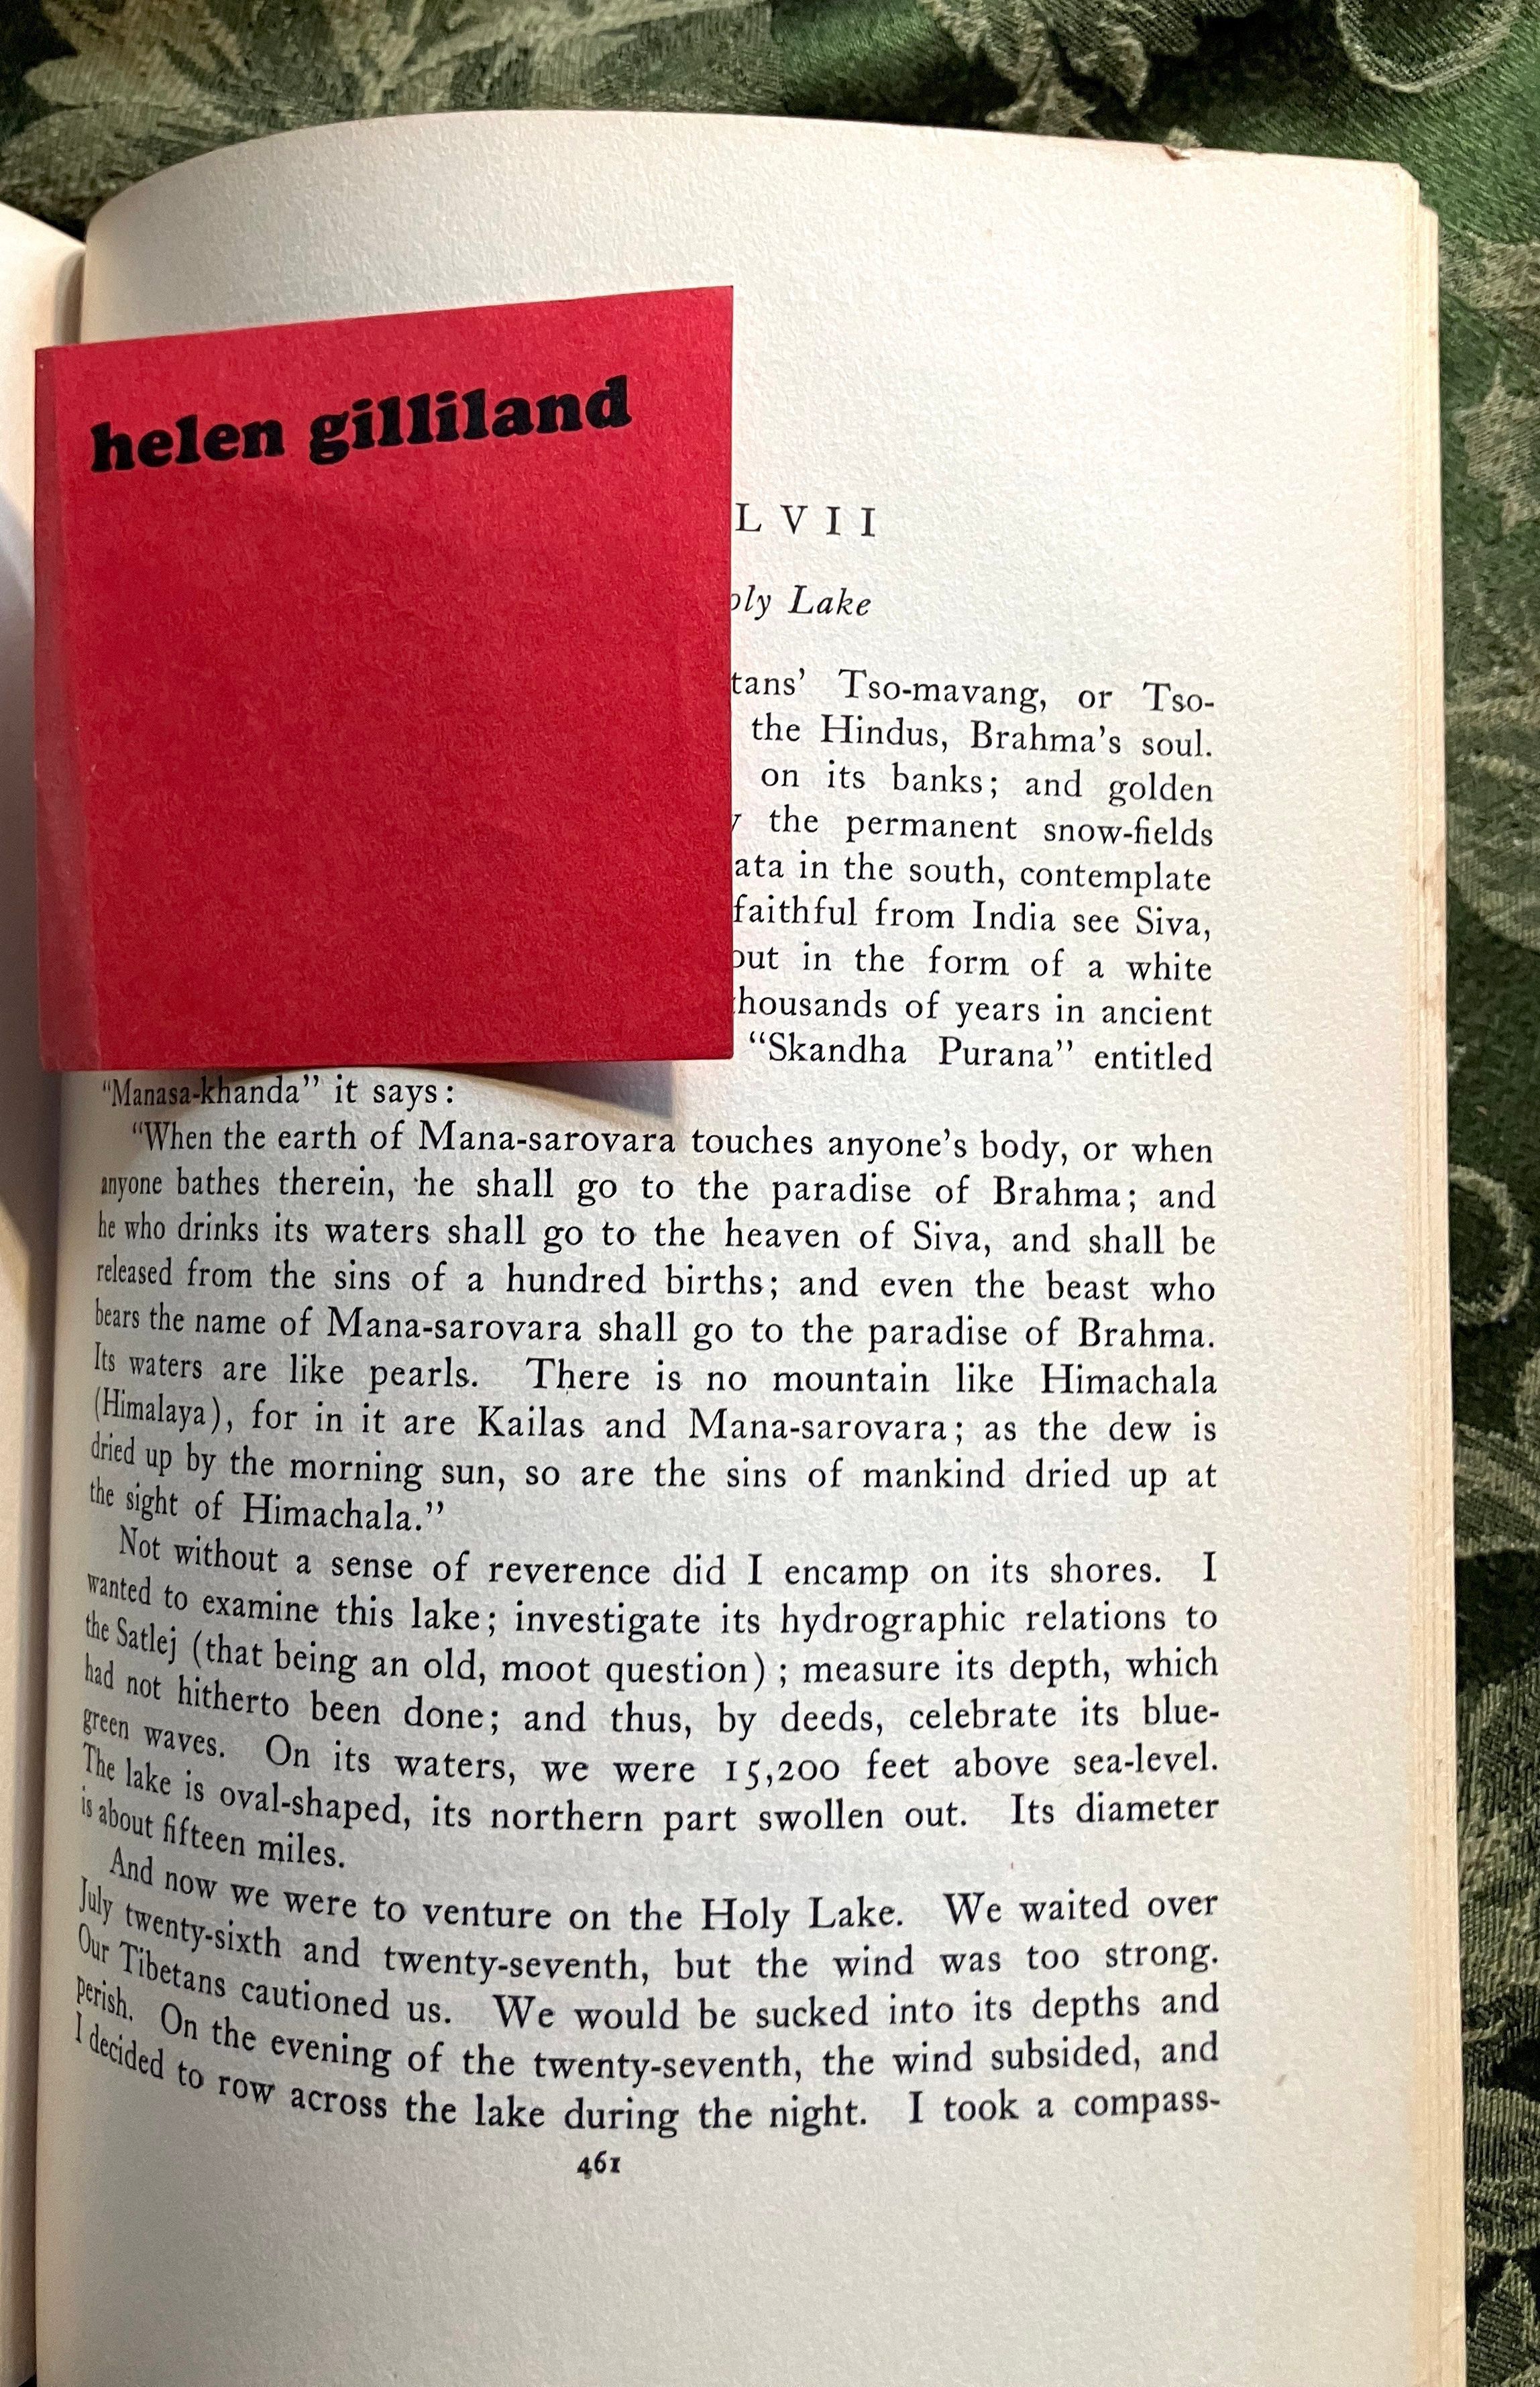 helen gilliland
LVII
Lake
Tso-mavang, or Tso-
the Hindus, Brahma's soul.
on its banks; and golden
the permanent snow-fields
in the south, contemplate
faithful from India see Siva,
in the form of a white
of years in ancient
"Skandha Purana" entitled
"Manasa-khanda" it says:
"When the earth of Mana-sarovara touches anyone's body, or when
anyone bathes therein, he shall go to the paradise of Brahma; and
he who drinks its waters shall go to the heaven of Siva, and shall be
released from the sins of a hundred births; and even the beast who
bears the name of Mana-sarovara shall go to the paradise of Brahma.
Its waters are like pearls. There is no mountain like Himachala
(Himalaya), for in it are Kailas and Mana-sarovara; as the dew is
dried up by the morning sun, so are the sins of mankind dried up at
the sight of Himachala."
Not without a sense of reverence did I encamp on its shores. I
wanted to examine this lake; investigate its hydrographic relations to
the Satlej (that being an old, moot question); measure its depth, which
had not hitherto been done; and thus, by deeds, celebrate its blue-
green waves. On its waters, we were 15,200 feet above sea-level.
The lake is oval-shaped, its northern part swollen out. Its diameter
is about fifteen miles.
And now we were to venture on the Holy Lake. We waited over
July twenty-sixth and twenty-seventh, but the wind was too strong.
Our Tibetans cautioned us. We would be sucked into its depths and
perish. On the evening of the twenty-seventh, the wind subsided, and
I decided to row across the lake during the night. I took a compass-
461